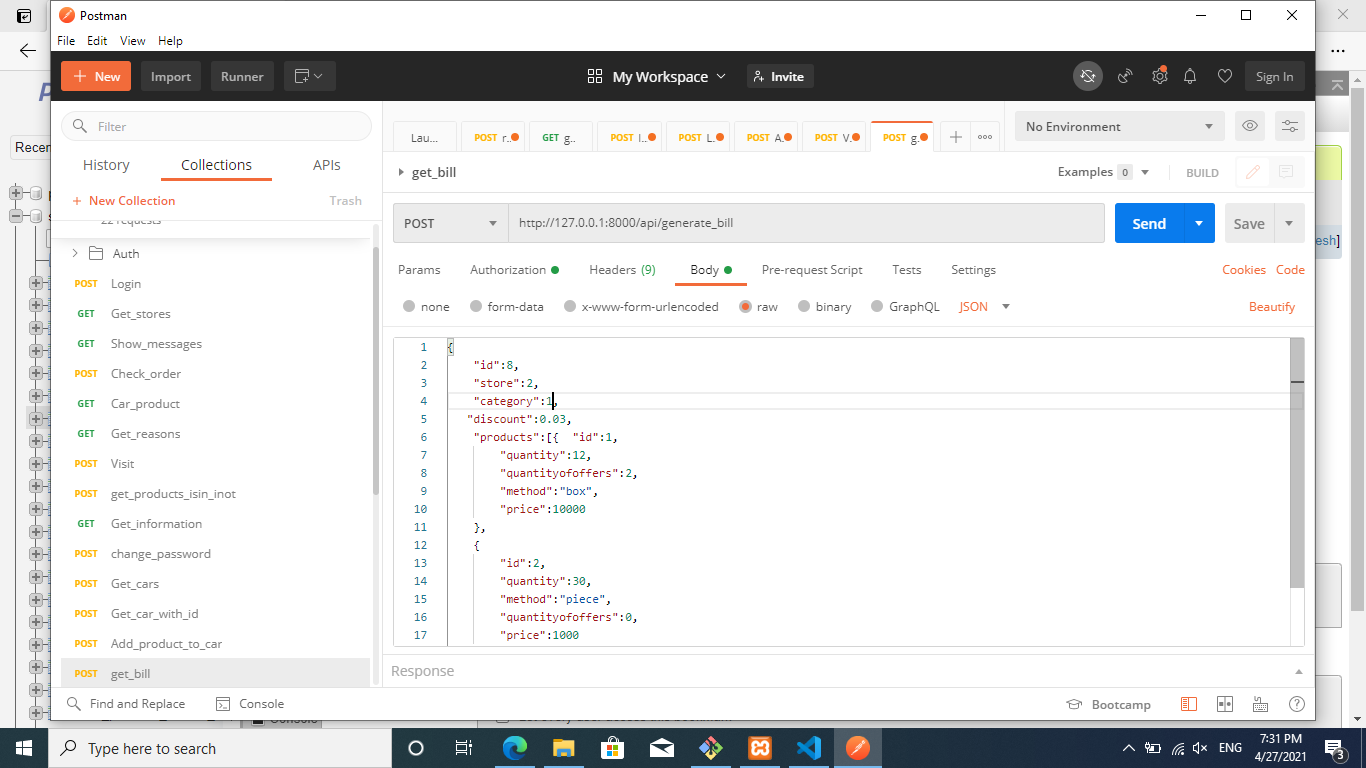 Postman
File Edit View Help
New Import Runner My Workspace Invite Sign In
Filter
History Collections APIs
+ New Collection Trash
22 requests
Auth
POST Login
GET Get_stores
GET Show_messages
POST Check_order
GET Car_product
GET Get_reasons
POST Visit
POST get_products_isin_inot
GET Get_information
POST change_password
POST Get_cars
POST Get_car_with_id
POST Add_product_to_car
POST get_bill
Lau... POST r.. GET g.. POST l.. POST L. POST A. POST V. POST g. + ••• No Environment
get_bill Examples 0 BUILD
POST http://127.0.0.1:8000/api/generate_bill Send Save
Params Authorization Headers (9) Body Pre-request Script Tests Settings Cookies Code
none form-data x-www-form-urlencoded raw binary GraphQL JSON Beautify
1 {
2 "id":8,
3 "store":2,
4 "category":1,
5 "discount":0.03,
6 "products":[{ "id":1,
7 "quantity":12,
8 "quantityofoffers":2,
9 "method":"box",
10 "price":10000
11 },
12 {
13 "id":2,
14 "quantity":30,
15 "method":"piece",
16 "quantityofoffers":0,
17 "price":1000
Response
Find and Replace Console Bootcamp
Recen
esh]
Console
Type here to search ENG 7:31 PM
4/27/2021 3